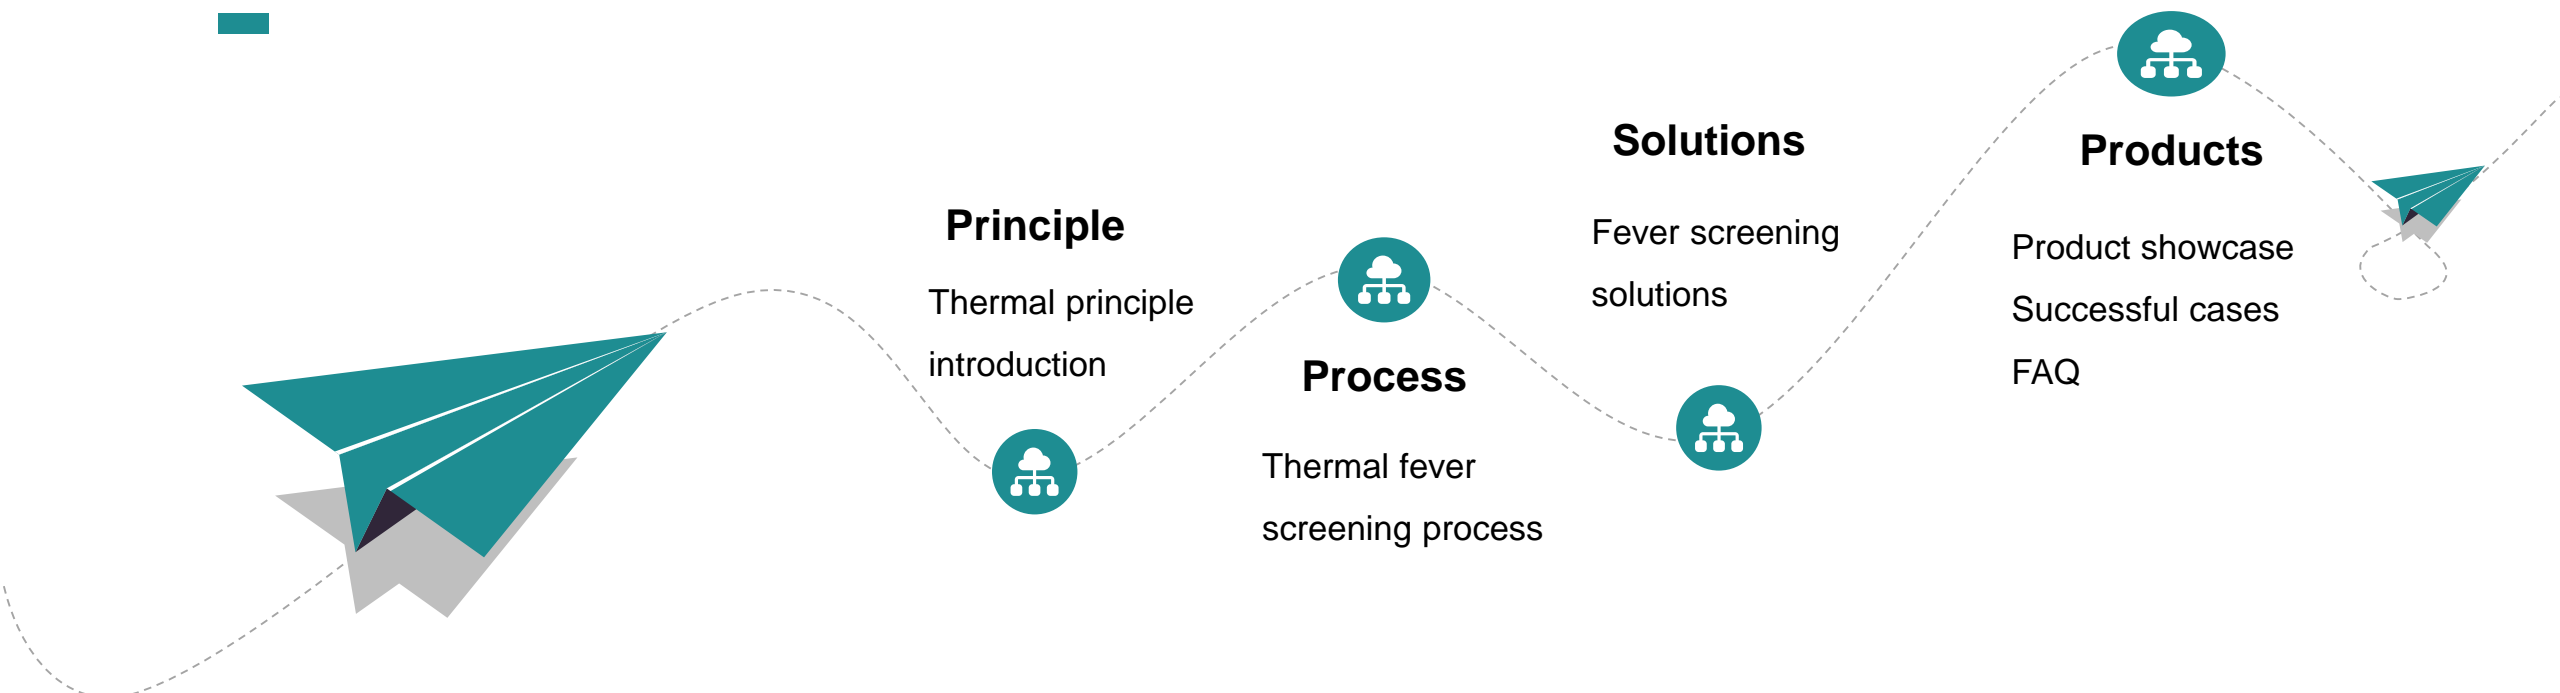 Principle
Thermal principle
introduction
Process
Thermal fever
screening process
Solutions
Fever screening
solutions
Products
Product showcase
Successful cases
FAQ